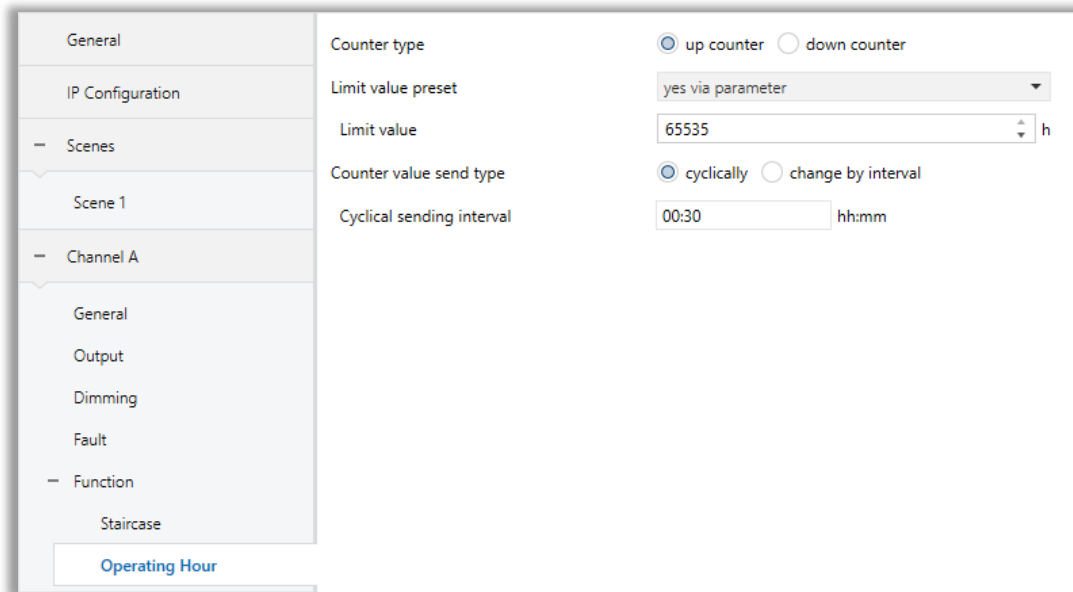 General
IP Configuration
Scenes
Scene 1
Channel A
General
Output
Dimming
Fault
Function
Staircase
Operating Hour
Counter type up counter down counter
Limit value preset yes via parameter
Limit value 65535 h
Counter value send type cyclically change by interval
Cyclical sending interval 00:30 hh:mm